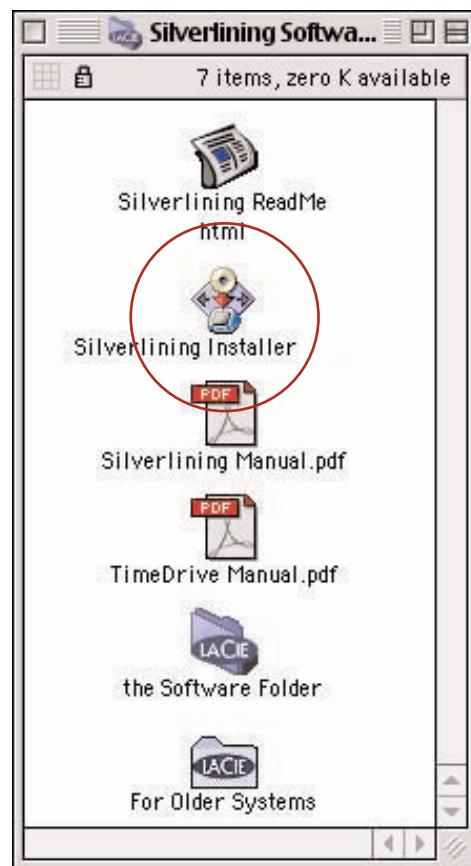 Silverlining Softwa...
7 items, zero K available
Silverlining ReadMe
html
Silverlining Installer
PDF
Silverlining Manual.pdf
PDF
TimeDrive Manual.pdf
LACIE
the Software Folder
LACIE
For Older Systems